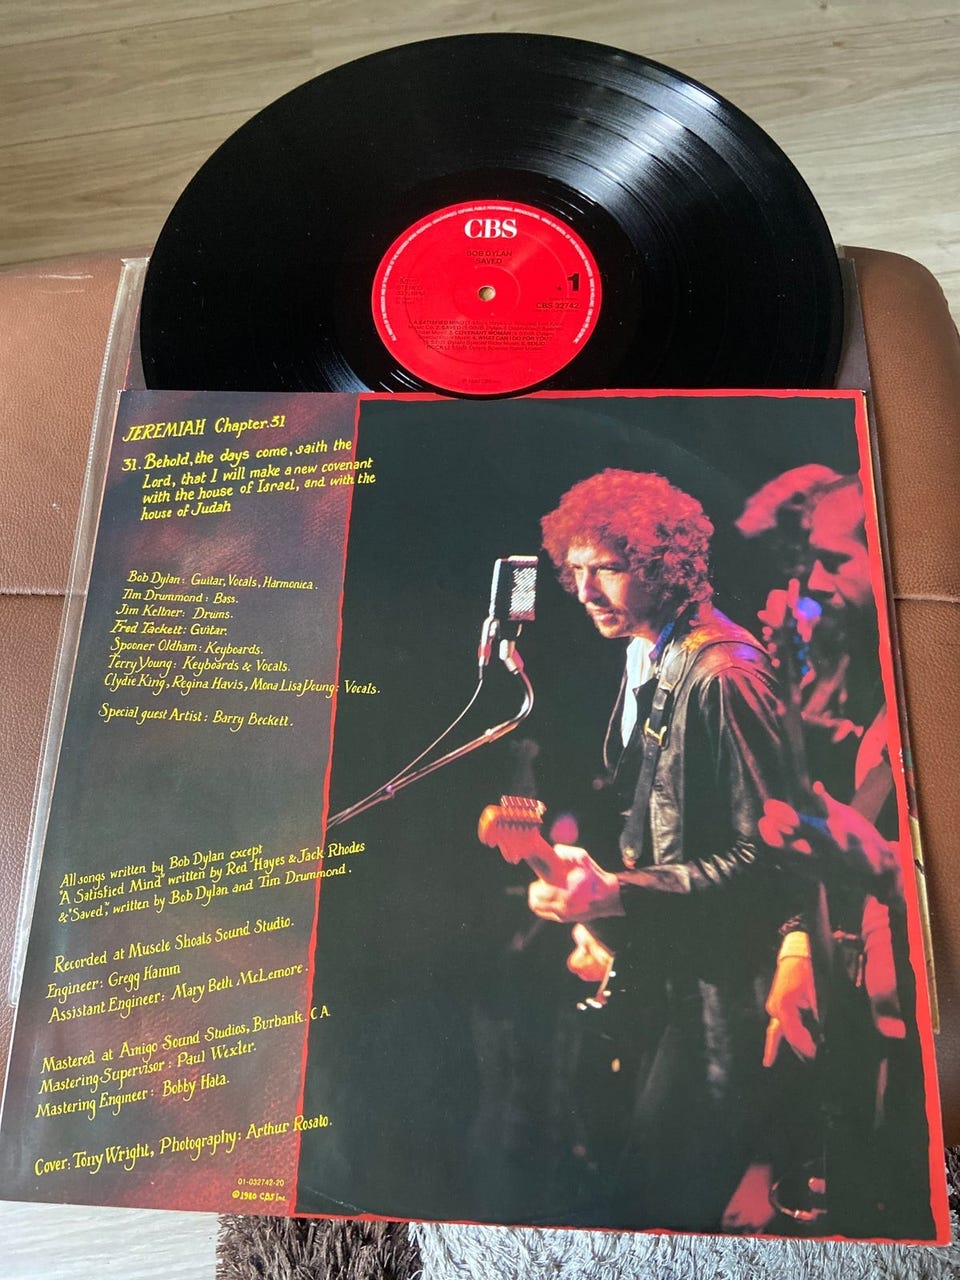 CBS
BOB DYLAN
SAVED
STEREO
1
CBS 32742
JEREMIAH Chapter.31
31. Behold, the days come, saith the
Lord, that I will make a new covenant
with the house of Israel, and with the
house of Judah
Bob Dylan: Guitar, Vocals, Harmonica.
Tim Drummond: Bass.
Jim Keltner: Drums.
Fred Tackett: Guitar.
Spooner Oldham: Keyboards.
Terry Young: Keyboards & Vocals.
Clydie King, Regina Havis, Mona Lisa Young: Vocals.
Special guest Artist: Barry Beckett.
All songs written by Bob Dylan except
"A Satisfied Mind" written by Red Hayes & Jack Rhodes
& "Saved", written by Bob Dylan and Tim Drummond.
Recorded at Muscle Shoals Sound Studio.
Engineer: Gregg Hamm
Assistant Engineer: Mary Beth McLemore.
Mastered at Amigo Sound Studios, Burbank. CA
Mastering Supervisor: Paul Wexler.
Mastering Engineer: Bobby Hata.
Cover: Tony Wright, Photography: Arthur Rosato.
01-032742-20
©1980 CBS Inc.